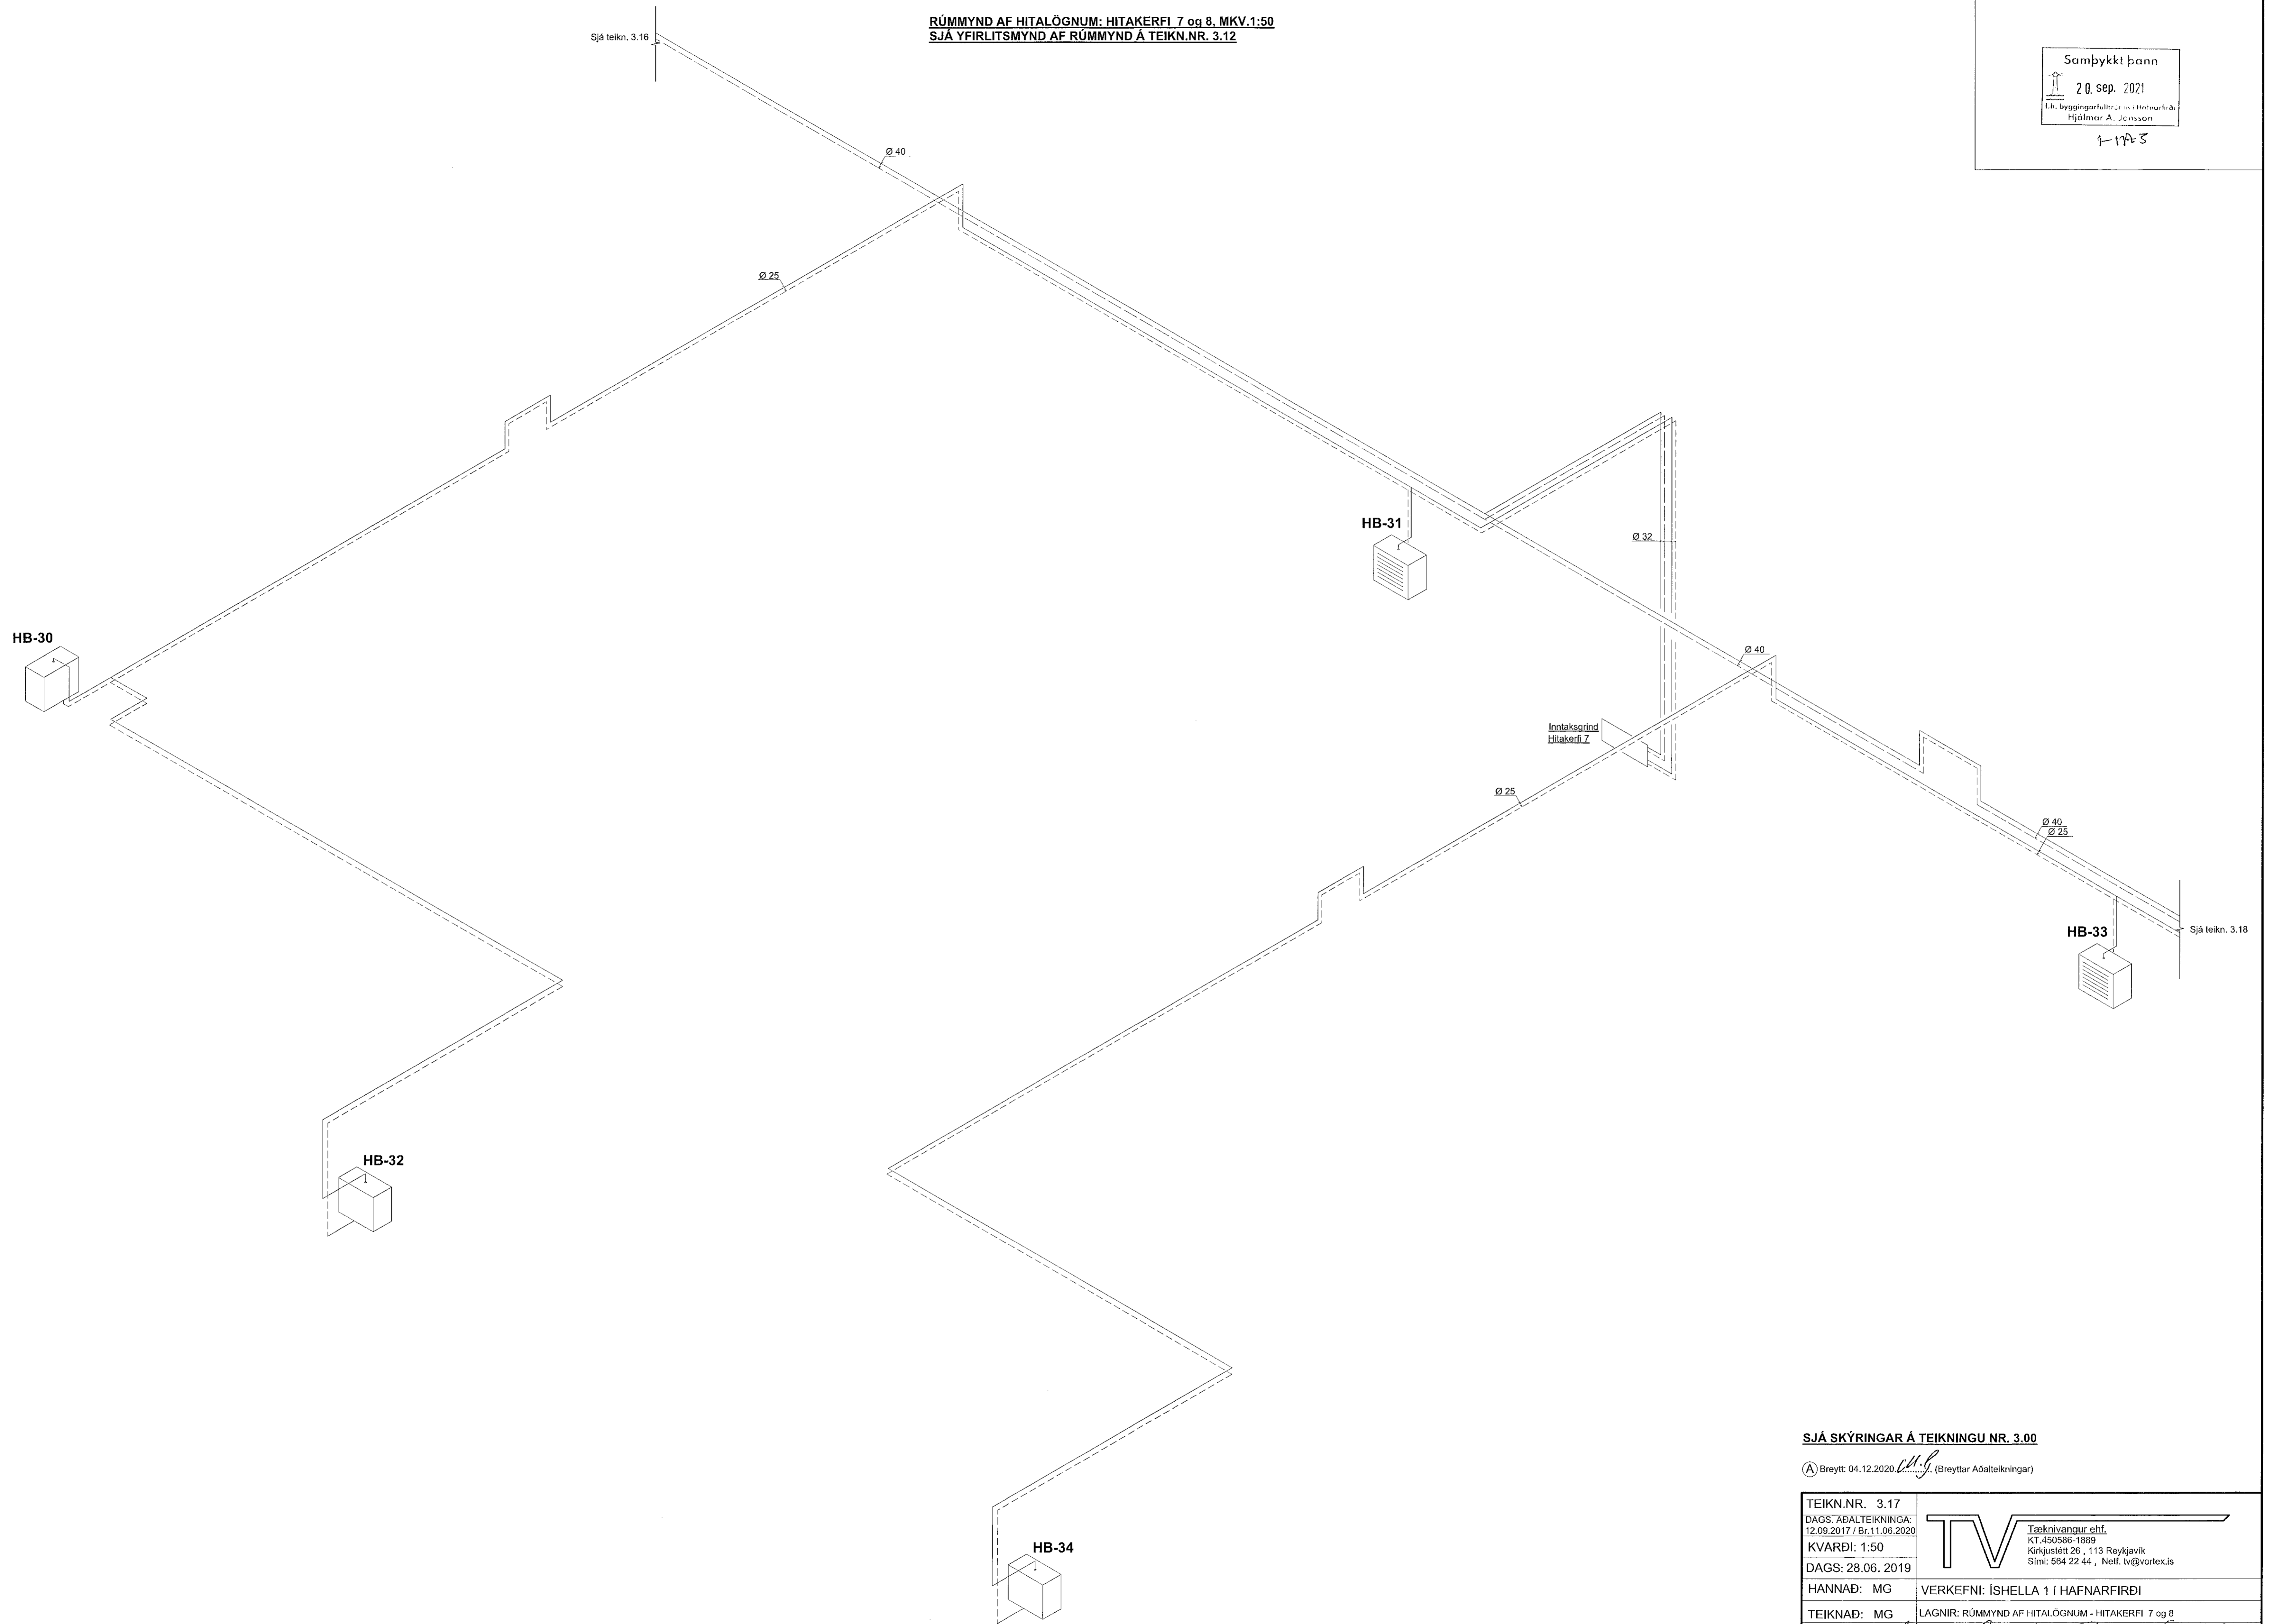 RÚMMYND AF HITALÖGNUM: HITAKERFI 7 og 8, MKV.1:50
SJÁ YFIRLITSMYND AF RÚMMYND Á TEIKN.NR. 3.12
Sjá teikn. 3.16
Samþykkt þann
20. sep. 2021
f.h. byggingarfulltrúans í Hafnarfirði
Hjálmar A. Jónsson
Ø 40
Ø 25
HB-31
Ø 32
HB-30
Ø 40
Inntaksgrind
Hitakerfi 7
Ø 25
Ø 40
Ø 25
HB-33
Sjá teikn. 3.18
HB-32
HB-34
SJÁ SKÝRINGAR Á TEIKNINGU NR. 3.00
A Breytt: 04.12.2020 M.G. (Breyttar Aðalteikningar)
TEIKN.NR. 3.17
DAGS. AÐALTEIKNINGA:
12.09.2017 / Br.11.06.2020
KVARÐI: 1:50
DAGS: 28.06. 2019
HANNAÐ: MG
TEIKNAÐ: MG
TV
Tæknivangur ehf.
KT.450586-1889
Kirkjustétt 26 , 113 Reykjavík
Sími: 564 22 44 , Netf. tv@vortex.is
VERKEFNI: ÍSHELLA 1 í HAFNARFIRÐI
LAGNIR: RÚMMYND AF HITALÖGNUM - HITAKERFI 7 og 8